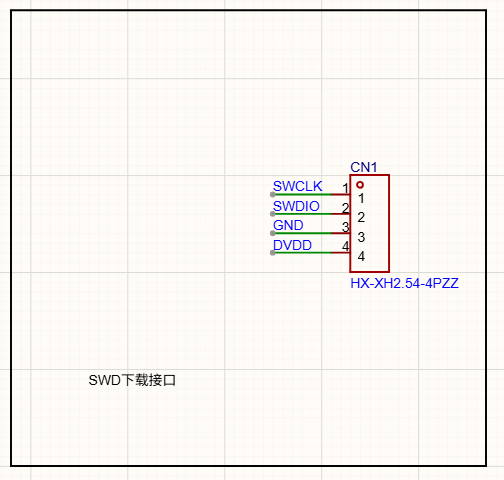 CN1
SWCLK 1 1
SWDIO 2 2
GND 3 3
DVDD 4 4
HX-XH2.54-4PZZ
SWD下载接口